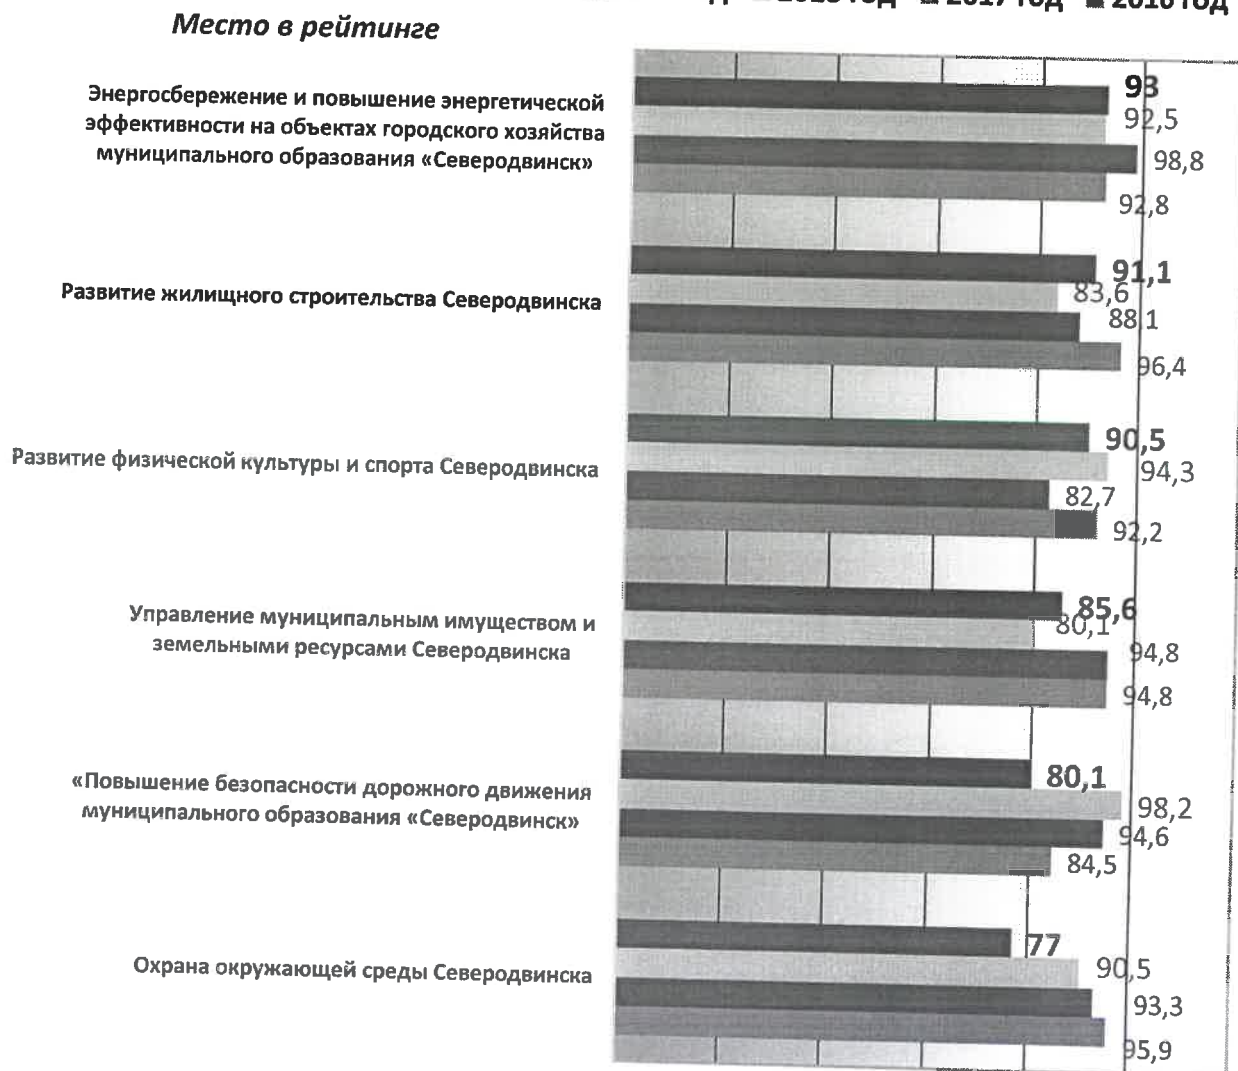 2017 год
Место в рейтинге
Энергосбережение и повышение энергетической
эффективности на объектах городского хозяйства
муниципального образования «Северодвинск»
93
92,5
98,8
92,8
Развитие жилищного строительства Северодвинска
91,1
83,6
88,1
96,4
Развитие физической культуры и спорта Северодвинска
90,5
94,3
82,7
92,2
Управление муниципальным имуществом и
земельными ресурсами Северодвинска
85,6
80,1
94,8
94,8
«Повышение безопасности дорожного движения
муниципального образования «Северодвинск»
80,1
98,2
94,6
84,5
Охрана окружающей среды Северодвинска
77
90,5
93,3
95,9